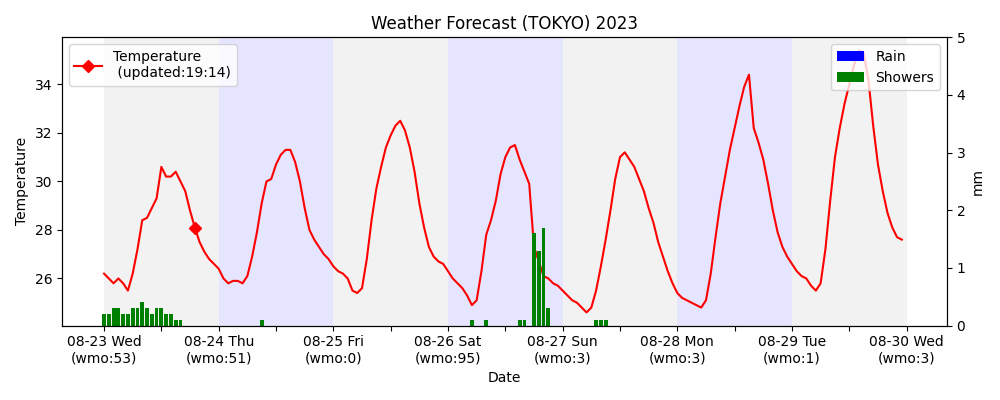 Weather Forecast (TOKYO) 2023
Temperature
(updated:19:14)
Rain
Showers
Temperature
34
32
30
28
26
5
4
3
2
1
0
mm
08-23 Wed
(wmo:53)
08-24 Thu
(wmo:51)
08-25 Fri
(wmo:0)
08-26 Sat
(wmo:95)
08-27 Sun
(wmo:3)
08-28 Mon
(wmo:3)
08-29 Tue
(wmo:1)
08-30 Wed
(wmo:3)
Date